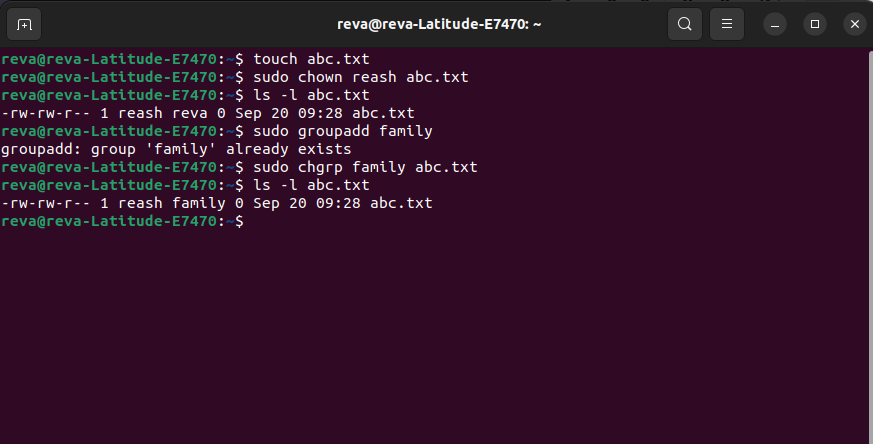 reva@reva-Latitude-E7470: ~
reva@reva-Latitude-E7470:~$ touch abc.txt
reva@reva-Latitude-E7470:~$ sudo chown reash abc.txt
reva@reva-Latitude-E7470:~$ ls -l abc.txt
-rw-rw-r-- 1 reash reva 0 Sep 20 09:28 abc.txt
reva@reva-Latitude-E7470:~$ sudo groupadd family
groupadd: group 'family' already exists
reva@reva-Latitude-E7470:~$ sudo chgrp family abc.txt
reva@reva-Latitude-E7470:~$ ls -l abc.txt
-rw-rw-r-- 1 reash family 0 Sep 20 09:28 abc.txt
reva@reva-Latitude-E7470:~$